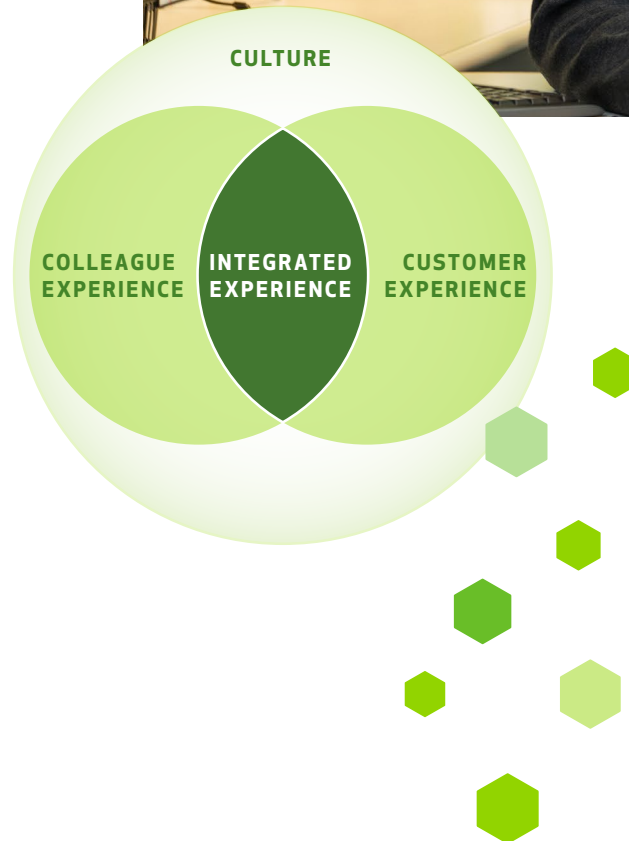 CULTURE
COLLEAGUE
EXPERIENCE
INTEGRATED
EXPERIENCE
CUSTOMER
EXPERIENCE